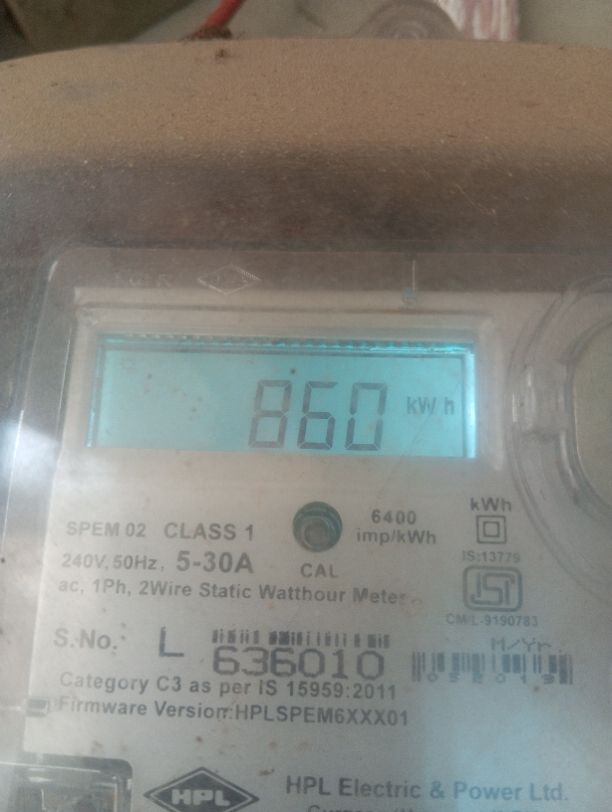 860 kWh
SPEM 02 CLASS 1
6400
imp/kWh
kWh
240V, 50Hz, 5-30A
CAL
IS:13779
ac, 1Ph, 2Wire Static Watthour Meter
ISI
CM/L-9190783
S.No. L 636010
M/Yr.
Category C3 as per IS 15959:2011
Firmware Version:HPLSPEM6XXX01
HPL
HPL Electric & Power Ltd.